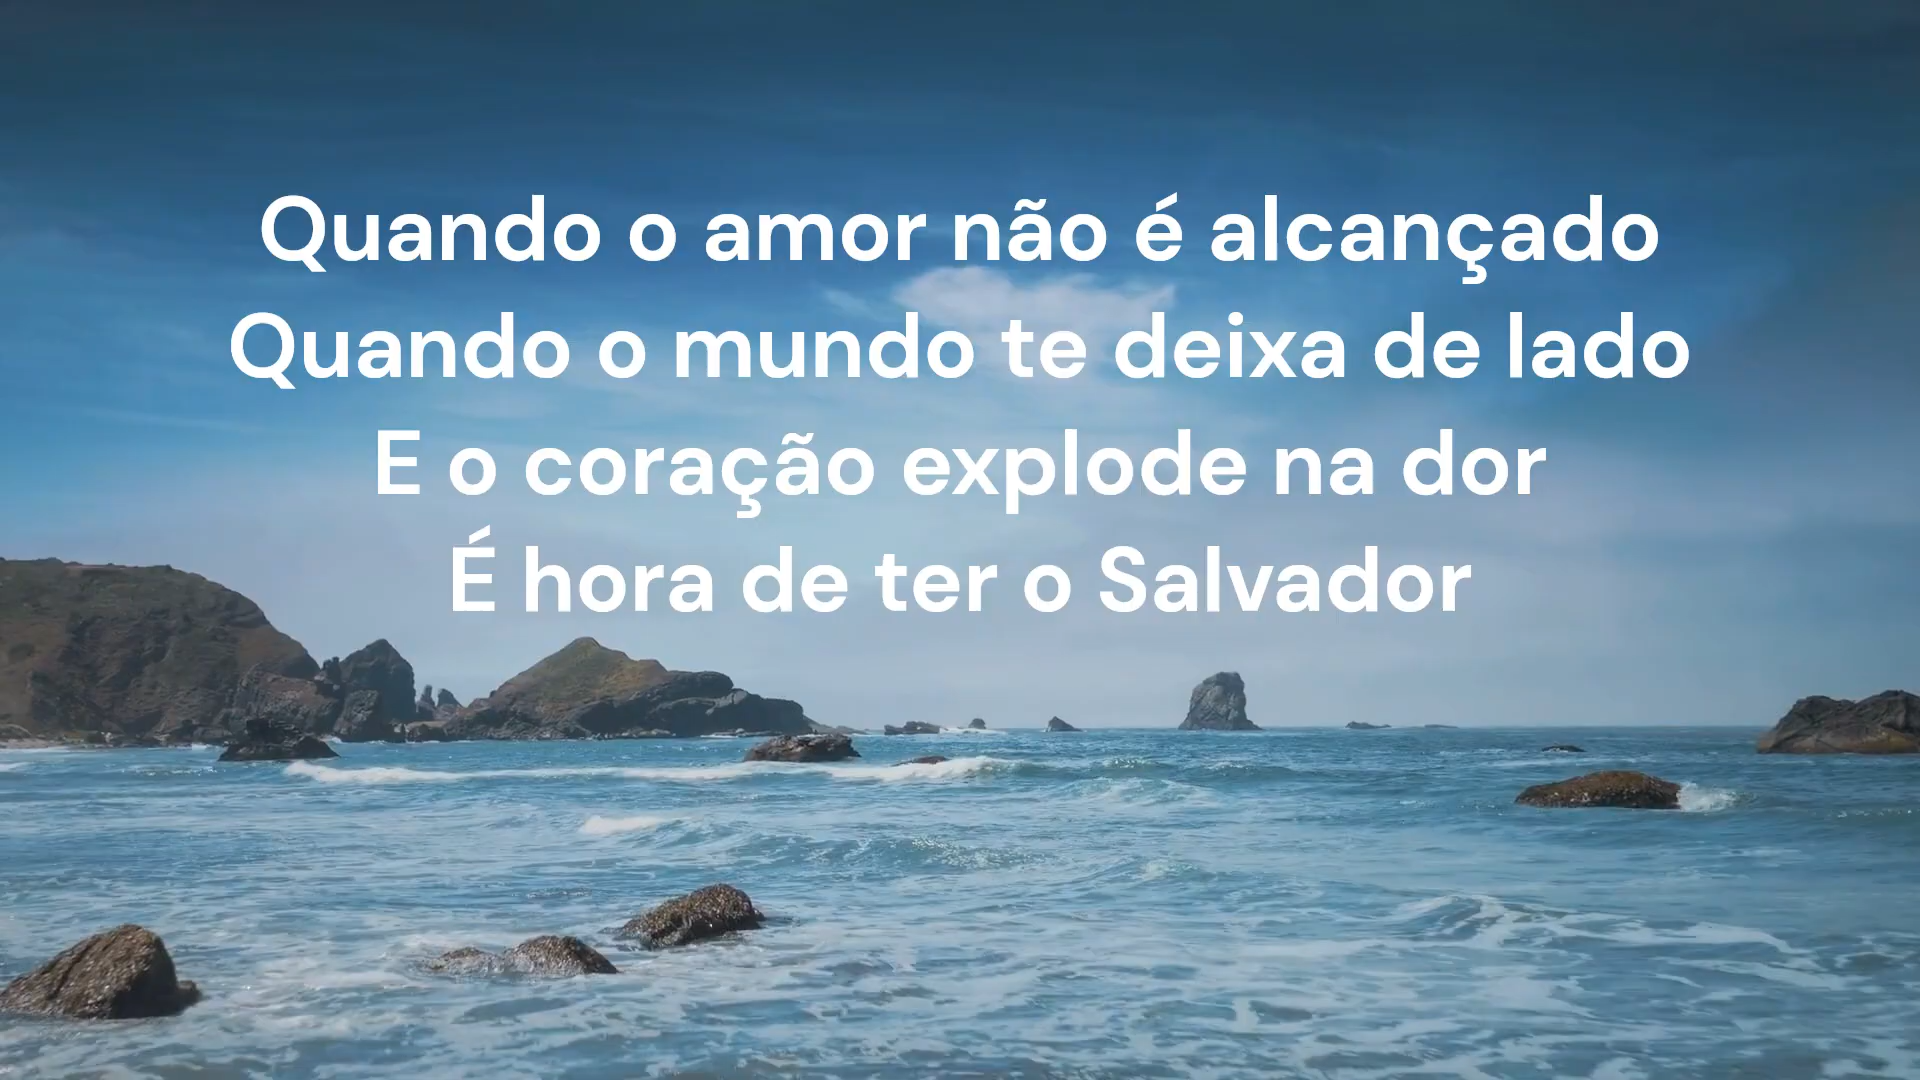 Quando o amor não é alcançado
Quando o mundo te deixa de lado
E o coração explode na dor
É hora de ter o Salvador